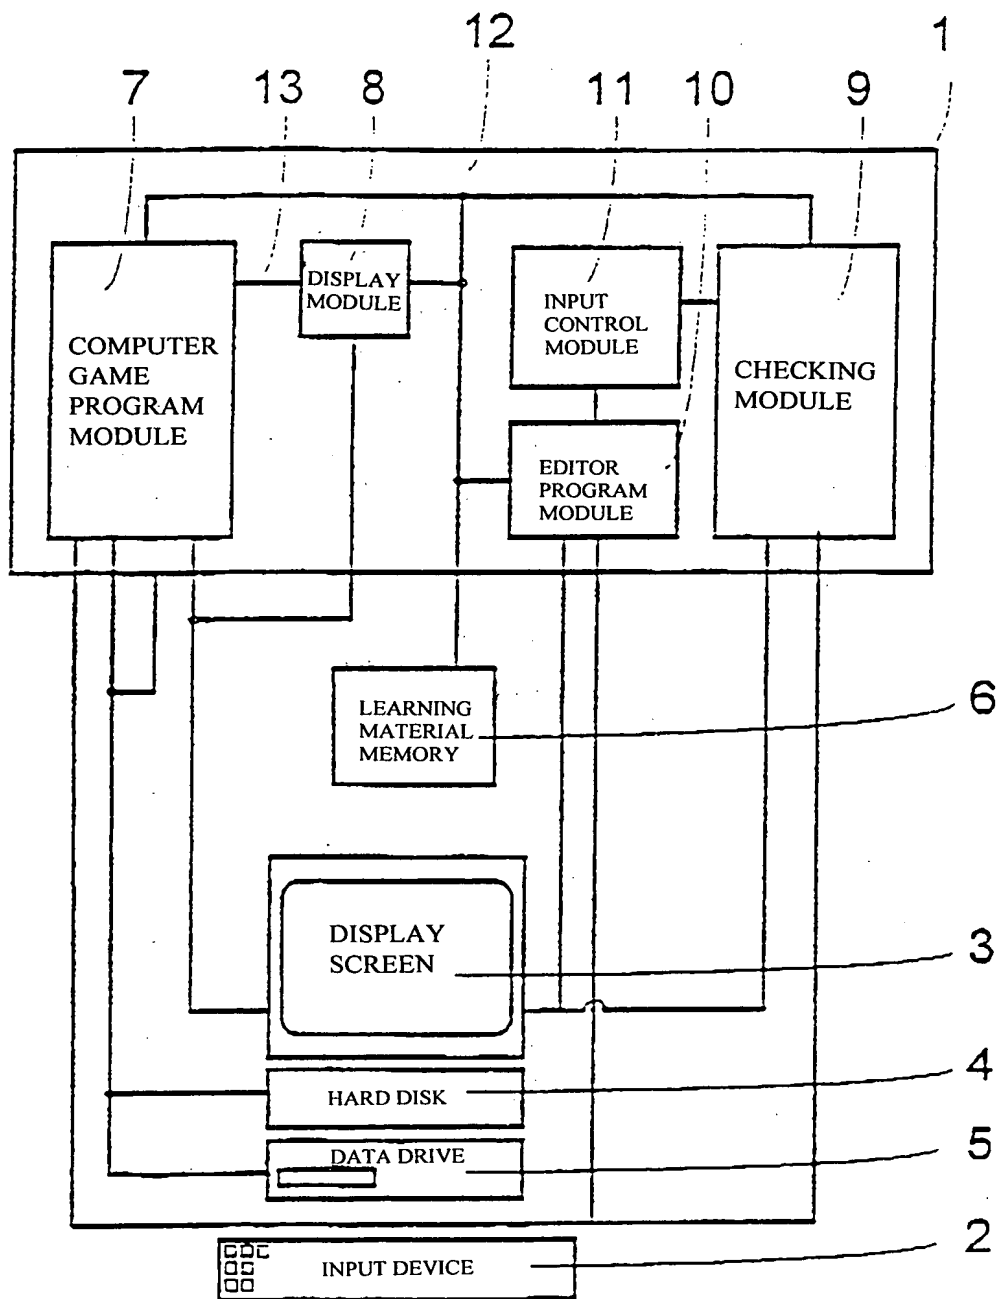 12
1
7
13
8
11
10
9
DISPLAY
MODULE
INPUT
CONTROL
MODULE
COMPUTER
GAME
PROGRAM
MODULE
CHECKING
MODULE
EDITOR
PROGRAM
MODULE
LEARNING
MATERIAL
MEMORY
6
DISPLAY
SCREEN
3
HARD DISK
4
DATA DRIVE
5
INPUT DEVICE
2